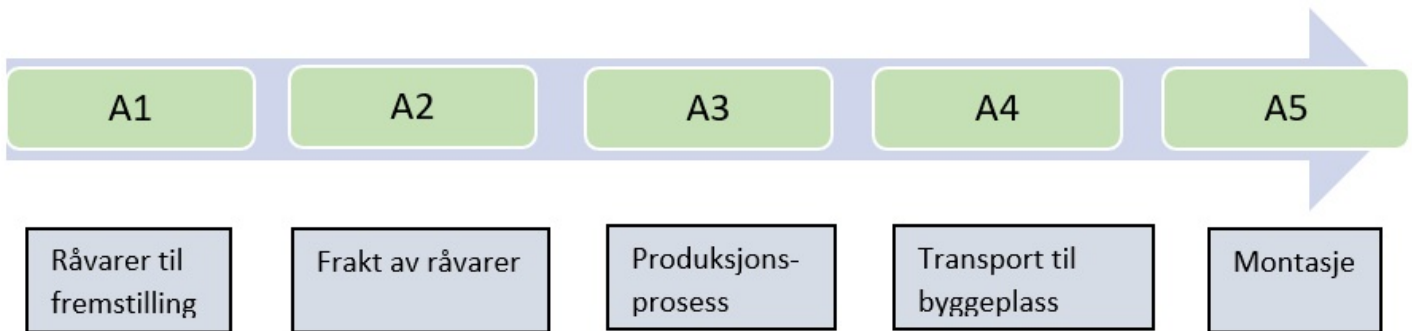 A1
A2
A3
A4
A5
Råvarer til
fremstilling
Frakt av råvarer
Produksjons-
prosess
Transport til
byggeplass
Montasje